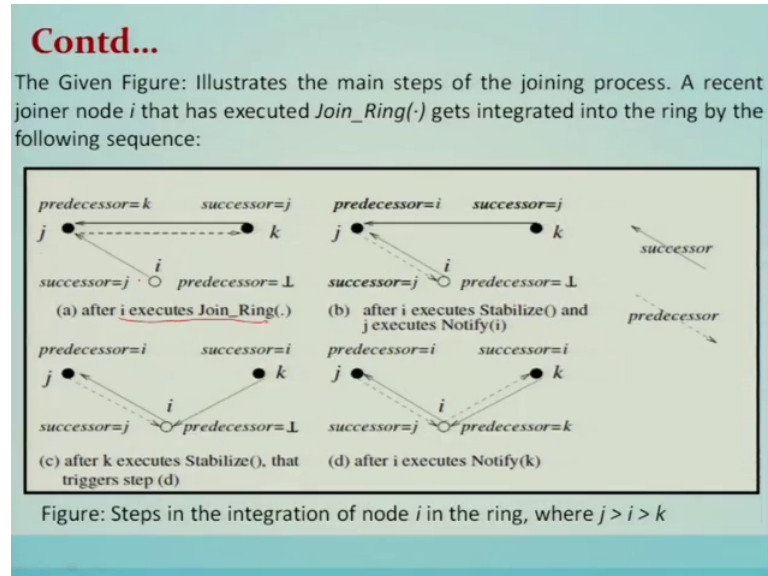 Contd...
The Given Figure: Illustrates the main steps of the joining process. A recent
joiner node i that has executed Join_Ring(·) gets integrated into the ring by the
following sequence:
predecessor=k successor=j
j k
i
successor=j predecessor=⊥
(a) after i executes Join_Ring(.)
predecessor=i successor=j
j k
i
successor=j predecessor=⊥
(b) after i executes Stabilize() and
j executes Notify(i)
successor
predecessor
predecessor=i successor=i
j k
i
successor=j predecessor=⊥
(c) after k executes Stabilize(), that
triggers step (d)
predecessor=i successor=i
j k
i
successor=j predecessor=k
(d) after i executes Notify(k)
Figure: Steps in the integration of node i in the ring, where j > i > k